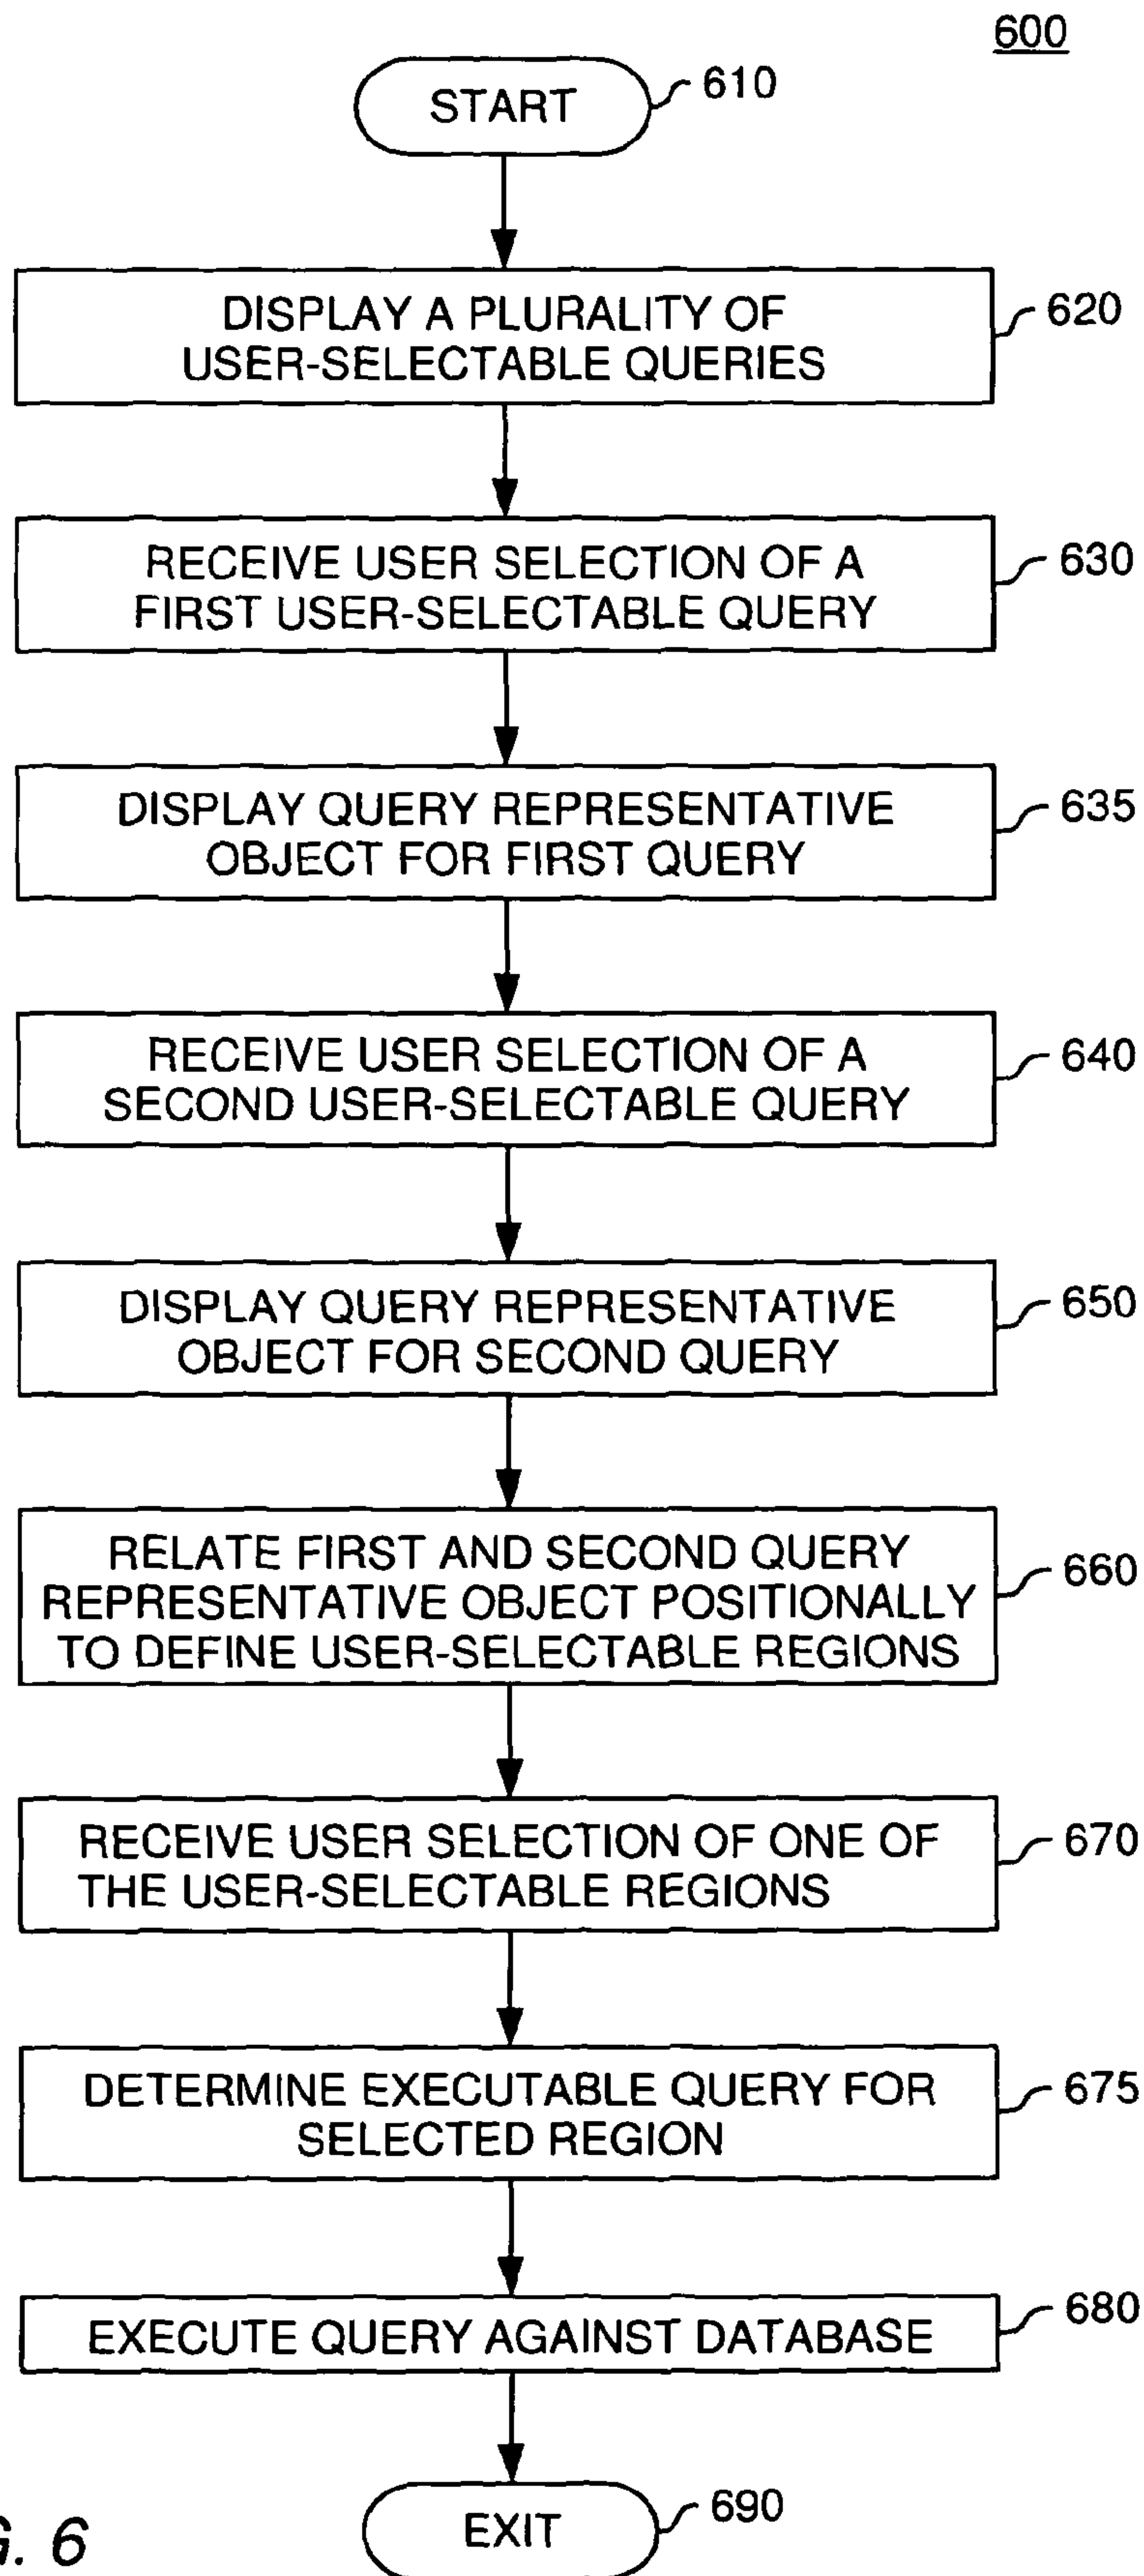 600
START
610
DISPLAY A PLURALITY OF
USER-SELECTABLE QUERIES
620
RECEIVE USER SELECTION OF A
FIRST USER-SELECTABLE QUERY
630
DISPLAY QUERY REPRESENTATIVE
OBJECT FOR FIRST QUERY
635
RECEIVE USER SELECTION OF A
SECOND USER-SELECTABLE QUERY
640
DISPLAY QUERY REPRESENTATIVE
OBJECT FOR SECOND QUERY
650
RELATE FIRST AND SECOND QUERY
REPRESENTATIVE OBJECT POSITIONALLY
TO DEFINE USER-SELECTABLE REGIONS
660
RECEIVE USER SELECTION OF ONE OF
THE USER-SELECTABLE REGIONS
670
DETERMINE EXECUTABLE QUERY FOR
SELECTED REGION
675
EXECUTE QUERY AGAINST DATABASE
680
EXIT
690
G. 6